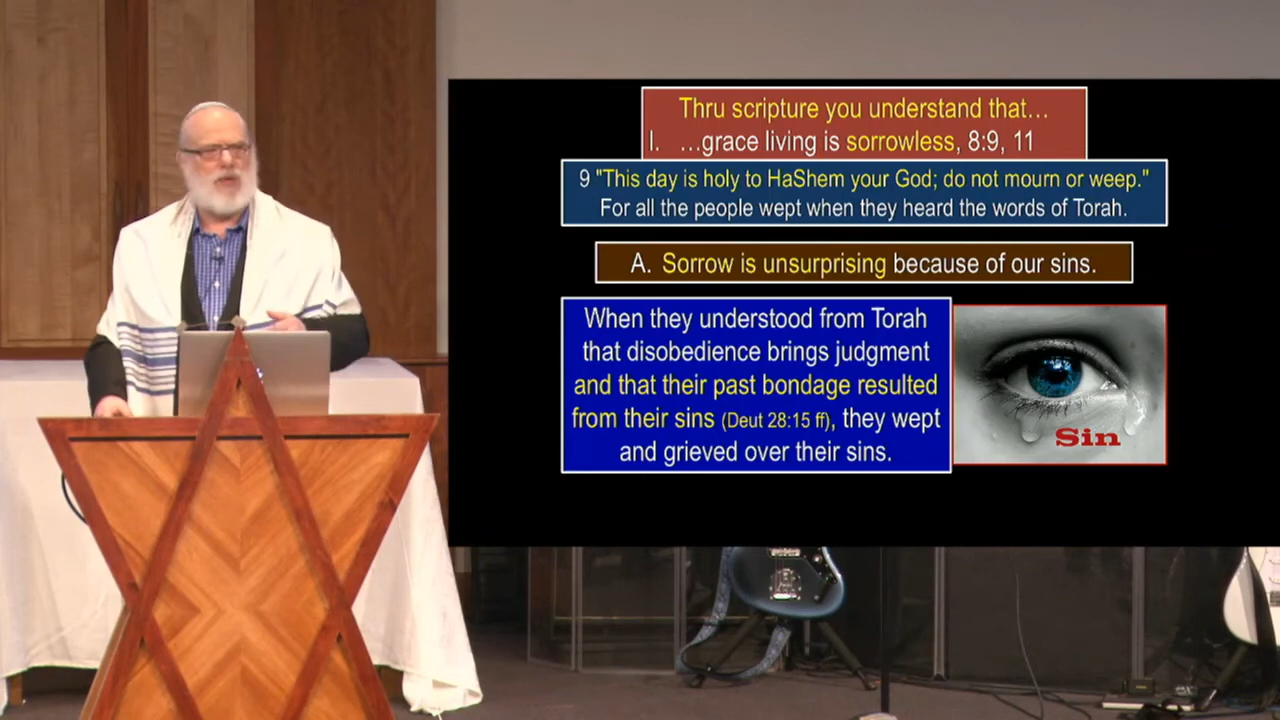 Thru scripture you understand that…
I. …grace living is sorrowless, 8:9, 11
9 "This day is holy to HaShem your God; do not mourn or weep."
For all the people wept when they heard the words of Torah.
A. Sorrow is unsurprising because of our sins.
When they understood from Torah
that disobedience brings judgment
and that their past bondage resulted
from their sins (Deut 28:15 ff), they wept
and grieved over their sins.
Sin